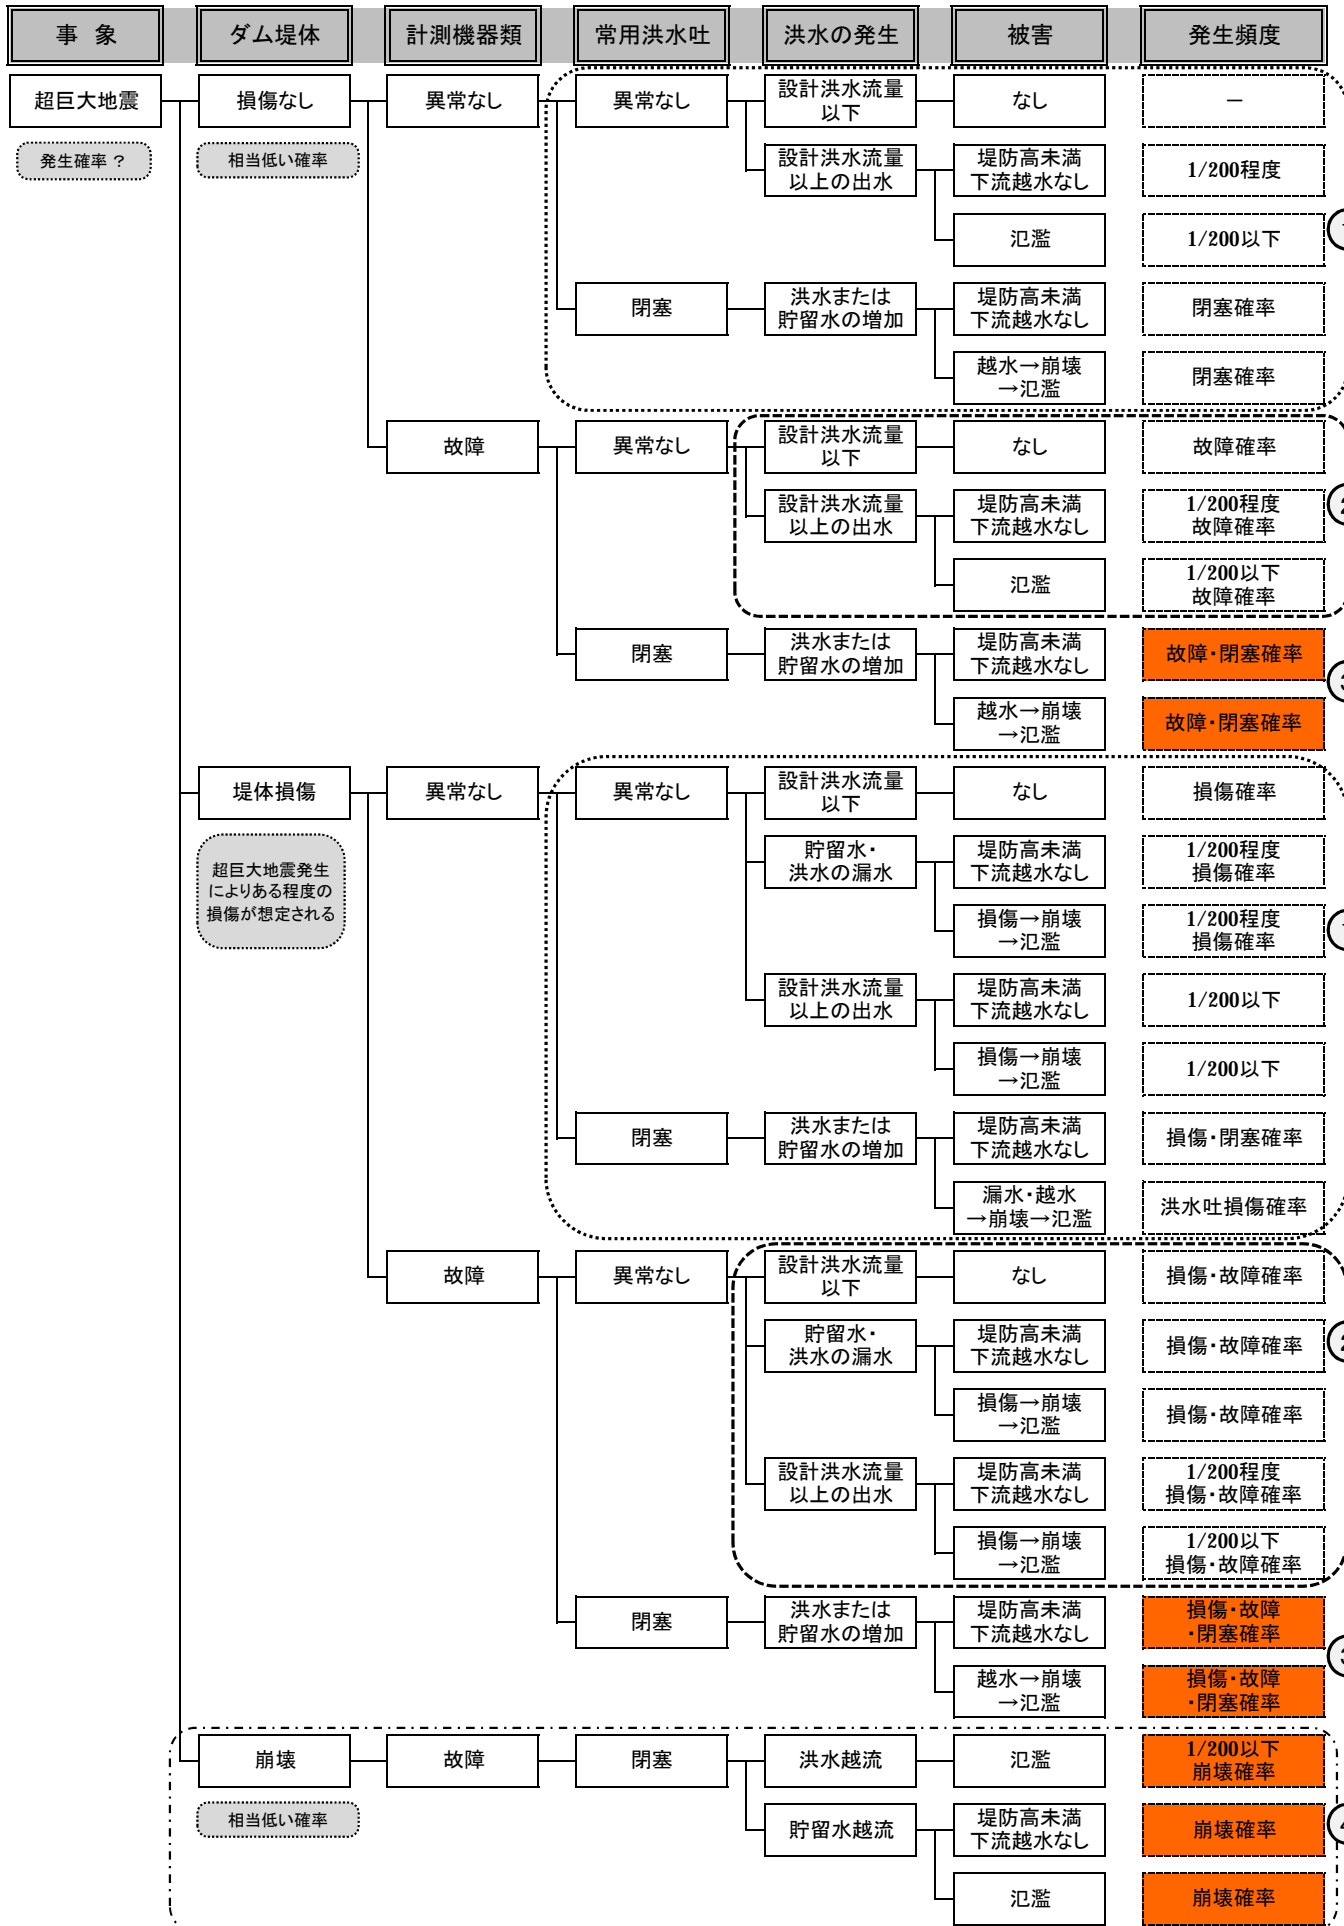 事 象
ダム堤体
計測機器類
常用洪水吐
洪水の発生
被害
発生頻度
超巨大地震
損傷なし
異常なし
異常なし
設計洪水流量
以下
なし
－
発生確率 ?
相当低い確率
設計洪水流量
以上の出水
堤防高未満
下流越水なし
1/200程度
氾濫
1/200以下
閉塞
洪水または
貯留水の増加
堤防高未満
下流越水なし
閉塞確率
越水→崩壊
→氾濫
閉塞確率
故障
異常なし
設計洪水流量
以下
なし
故障確率
設計洪水流量
以上の出水
堤防高未満
下流越水なし
1/200程度
故障確率
氾濫
1/200以下
故障確率
閉塞
洪水または
貯留水の増加
堤防高未満
下流越水なし
故障・閉塞確率
越水→崩壊
→氾濫
故障・閉塞確率
堤体損傷
異常なし
異常なし
設計洪水流量
以下
なし
損傷確率
超巨大地震発生
によりある程度の
損傷が想定される
貯留水・
洪水の漏水
堤防高未満
下流越水なし
1/200程度
損傷確率
損傷→崩壊
→氾濫
1/200程度
損傷確率
設計洪水流量
以上の出水
堤防高未満
下流越水なし
1/200以下
損傷→崩壊
→氾濫
1/200以下
閉塞
洪水または
貯留水の増加
堤防高未満
下流越水なし
損傷・閉塞確率
漏水・越水
→崩壊→氾濫
洪水吐損傷確率
故障
異常なし
設計洪水流量
以下
なし
損傷・故障確率
貯留水・
洪水の漏水
堤防高未満
下流越水なし
損傷・故障確率
損傷→崩壊
→氾濫
損傷・故障確率
設計洪水流量
以上の出水
堤防高未満
下流越水なし
1/200程度
損傷・故障確率
損傷→崩壊
→氾濫
1/200以下
損傷・故障確率
閉塞
洪水または
貯留水の増加
堤防高未満
下流越水なし
損傷・故障
・閉塞確率
越水→崩壊
→氾濫
損傷・故障
・閉塞確率
崩壊
故障
閉塞
洪水越流
氾濫
1/200以下
崩壊確率
相当低い確率
貯留水越流
堤防高未満
下流越水なし
崩壊確率
氾濫
崩壊確率